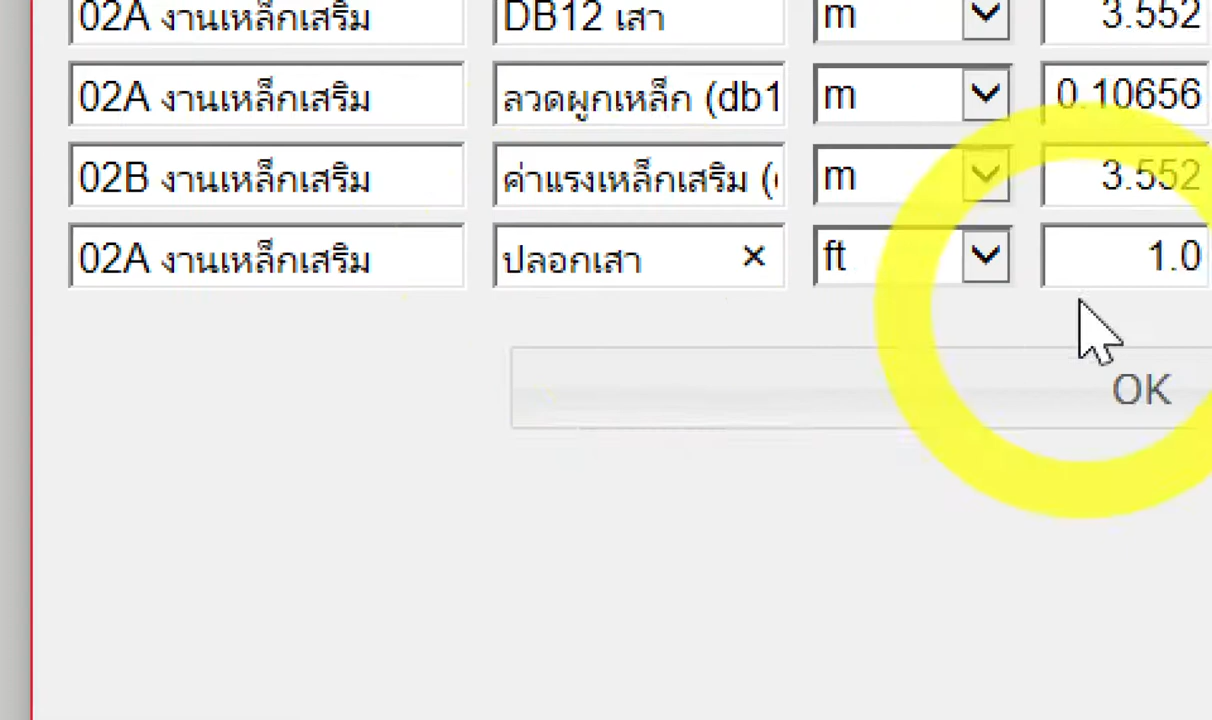 02A งานเหล็กเสริม DB12 เสา m 3.552
02A งานเหล็กเสริม ลวดผูกเหล็ก (db1 m 0.10656
02B งานเหล็กเสริม ค่าแรงเหล็กเสริม ( m 3.552
02A งานเหล็กเสริม ปลอกเสา × ft 1.0
OK